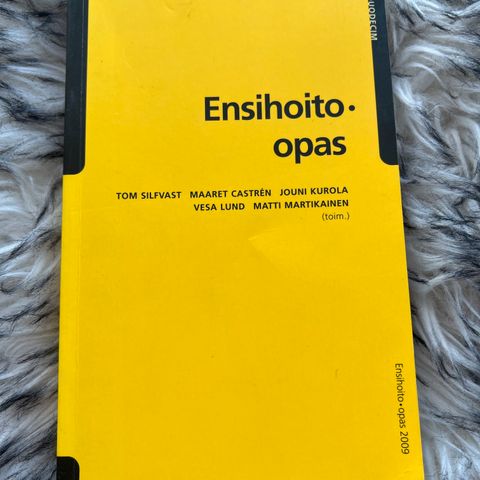 Ensihoito•
opas
TOM SILFVAST MAARET CASTRÉN JOUNI KUROLA
VESA LUND MATTI MARTIKAINEN
(toim.)
Ensihoito•opas 2009